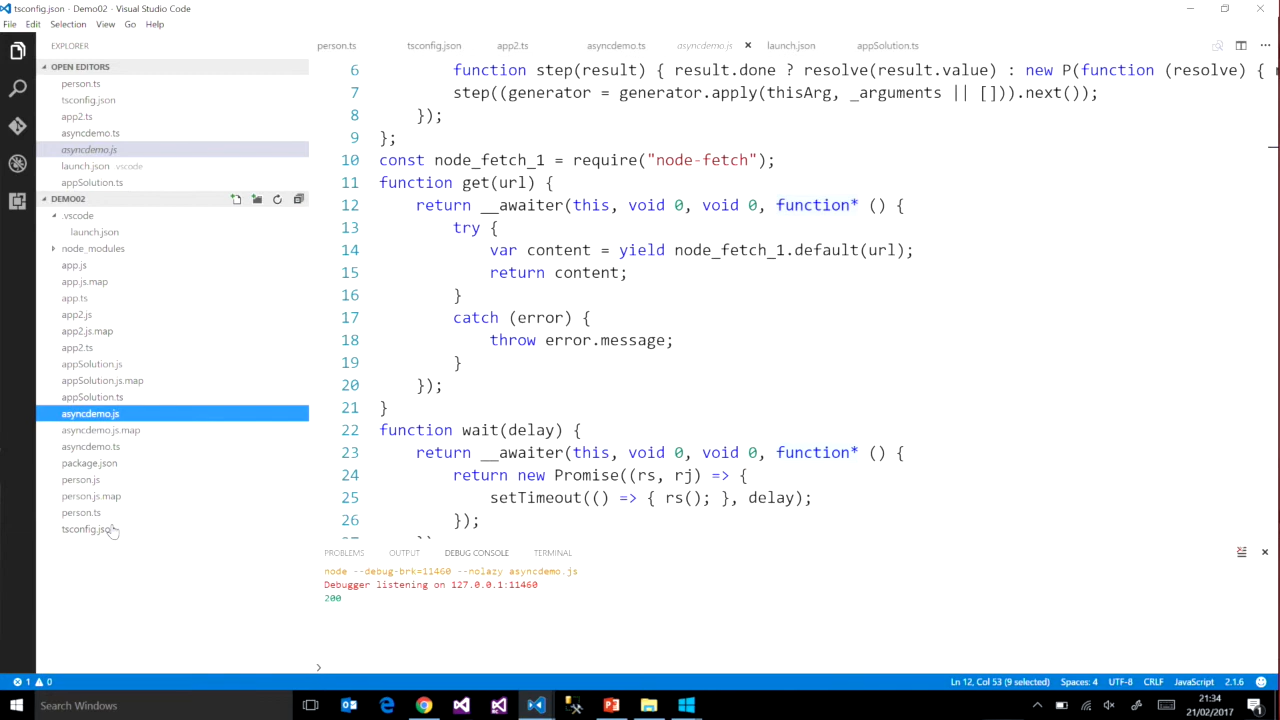 tsconfig.json - Demo02 - Visual Studio Code
File Edit Selection View Go Help
EXPLORER
OPEN EDITORS
person.ts
tsconfig.json
app2.ts
asyncdemo.ts
asyncdemo.js
launch.json .vscode
appSolution.ts
DEMO02
.vscode
launch.json
node_modules
app.js
app.js.map
app.ts
app2.js
app2.js.map
app2.ts
appSolution.js
appSolution.js.map
appSolution.ts
asyncdemo.js
asyncdemo.js.map
asyncdemo.ts
package.json
person.js
person.js.map
person.ts
tsconfig.json
person.ts tsconfig.json app2.ts asyncdemo.ts asyncdemo.js launch.json appSolution.ts
6 function step(result) { result.done ? resolve(result.value) : new P(function (resolve) {
7 step((generator = generator.apply(thisArg, _arguments || [])).next());
8 });
9 };
10 const node_fetch_1 = require("node-fetch");
11 function get(url) {
12 return __awaiter(this, void 0, void 0, function* () {
13 try {
14 var content = yield node_fetch_1.default(url);
15 return content;
16 }
17 catch (error) {
18 throw error.message;
19 }
20 });
21 }
22 function wait(delay) {
23 return __awaiter(this, void 0, void 0, function* () {
24 return new Promise((rs, rj) => {
25 setTimeout(() => { rs(); }, delay);
26 });
PROBLEMS OUTPUT DEBUG CONSOLE TERMINAL
node --debug-brk=11460 --nolazy asyncdemo.js
Debugger listening on 127.0.0.1:11460
200
1 0 Ln 12, Col 53 (9 selected) Spaces: 4 UTF-8 CRLF JavaScript 2.1.6
Search Windows
21:34
21/02/2017